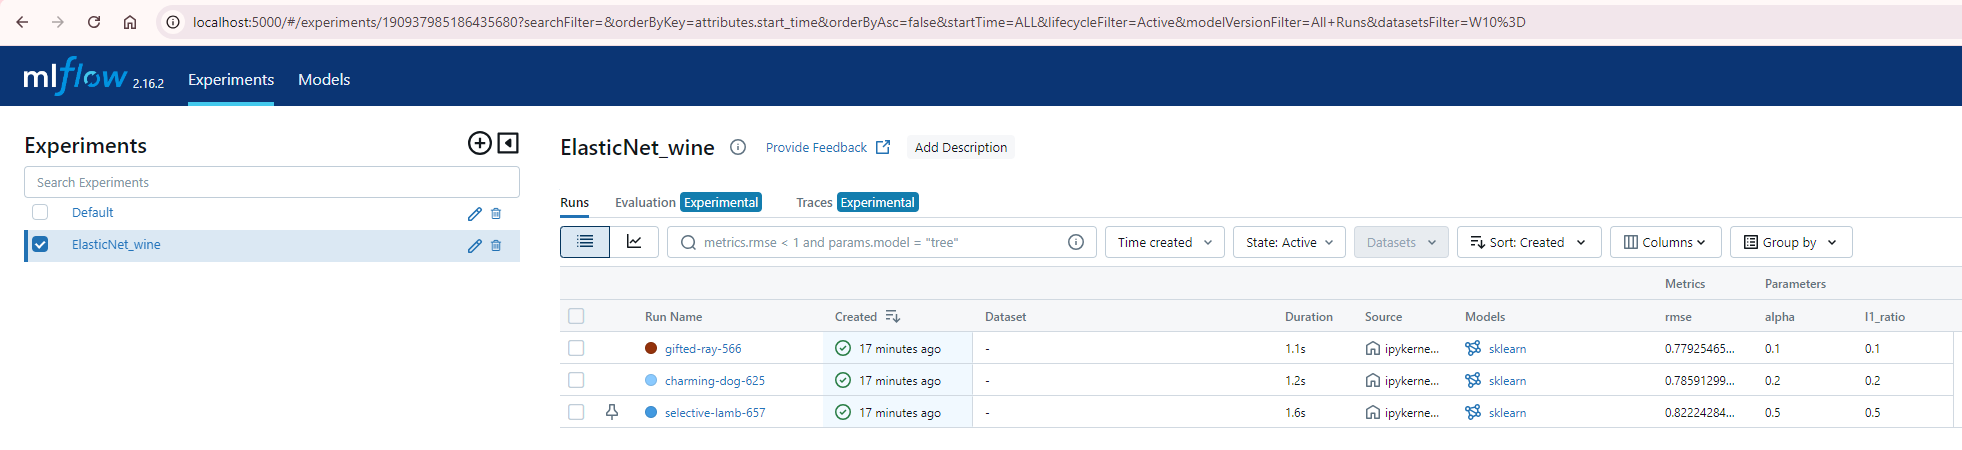 localhost:5000/#/experiments/190937985186435680?searchFilter=&orderByKey=attributes.start_time&orderByAsc=false&startTime=ALL&lifecycleFilter=Active&modelVersionFilter=All+Runs&datasetsFilter=W10%3D
mlflow 2.16.2 Experiments Models
Experiments
Search Experiments
Default
ElasticNet_wine
ElasticNet_wine Provide Feedback Add Description
Runs Evaluation Experimental Traces Experimental
metrics.rmse < 1 and params.model = "tree" Time created State: Active Datasets Sort: Created Columns Group by
Metrics Parameters
Run Name Created Dataset Duration Source Models rmse alpha l1_ratio
gifted-ray-566 17 minutes ago - 1.1s ipykerne... sklearn 0.77925465... 0.1 0.1
charming-dog-625 17 minutes ago - 1.2s ipykerne... sklearn 0.78591299... 0.2 0.2
selective-lamb-657 17 minutes ago - 1.6s ipykerne... sklearn 0.82224284... 0.5 0.5